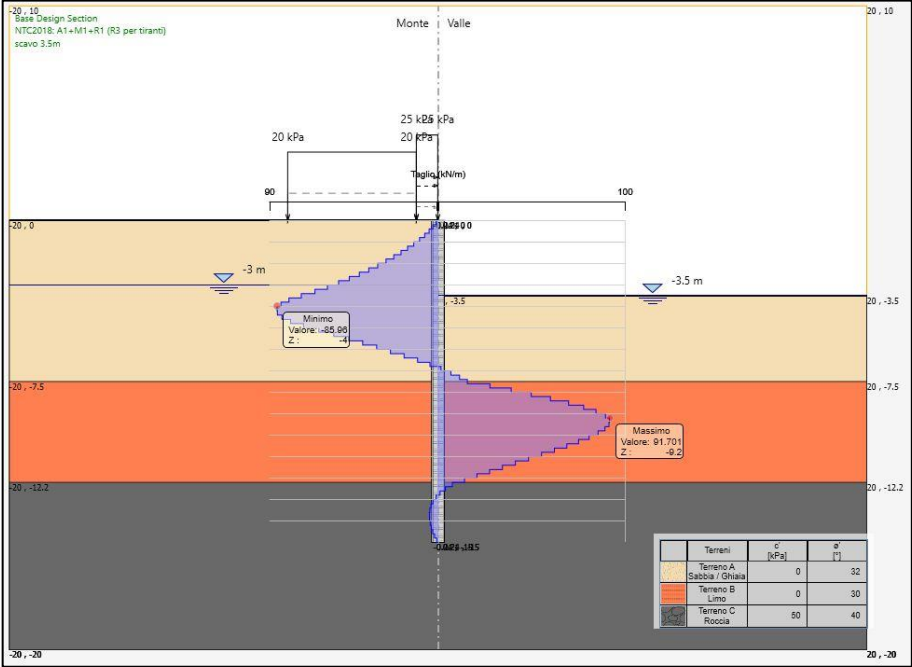 -20 , 10
20 , 10
Base Design Section
NTC2018: A1+M1+R1 (R3 per tiranti)
scavo 3.5m
Monte
Valle
25 kPa
20 kPa
20 kPa
Taglio (kN/m)
90
100
-20 , 0
-3 m
-3.5 m
, -3.5
20 , -3.5
Minimo
Valore: -85.96
Z : -4
-20 , -7.5
20 , -7.5
Massimo
Valore: 91.701
Z : -9.2
-20 , -12.2
20 , -12.2
Terreni c' [kPa] ø' [°]
Terreno A
Sabbia / Ghiaia 0 32
Terreno B
Limo 0 30
Terreno C
Roccia 50 40
-20 , -20
20 , -20